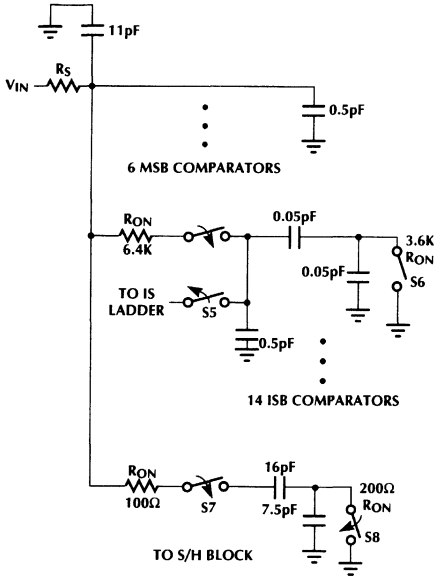 11pF
RS
VIN
0.5pF
6 MSB COMPARATORS
RON
6.4K
0.05pF
3.6K
RON
0.05pF
S6
TO IS
LADDER
S5
0.5pF
14 ISB COMPARATORS
RON
100Ω
S7
16pF
7.5pF
200Ω
RON
S8
TO S/H BLOCK